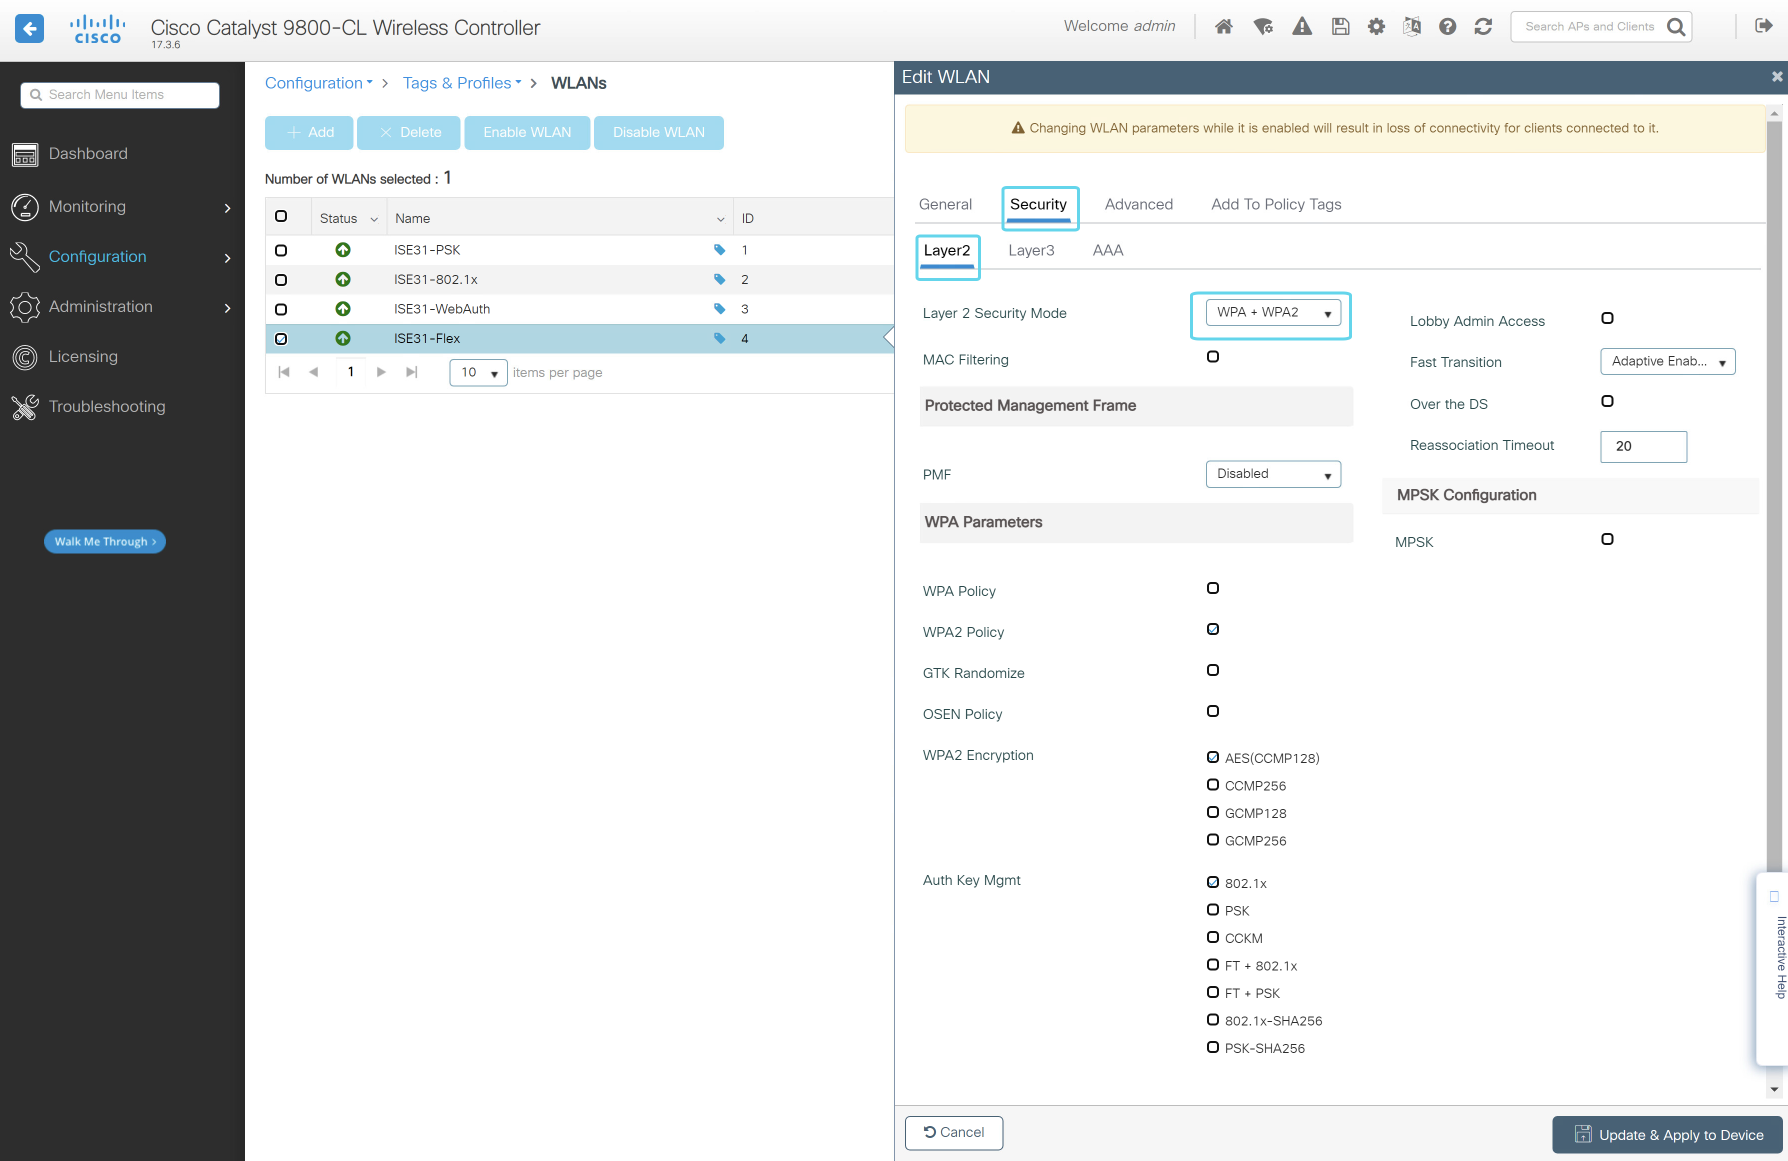 CISCO
Cisco Catalyst 9800-CL Wireless Controller
17.3.6
Welcome admin
Search APs and Clients
Search Menu Items
Dashboard
Monitoring
Configuration
Administration
Licensing
Troubleshooting
Walk Me Through >
Configuration > Tags & Profiles > WLANs
Add
Delete
Enable WLAN
Disable WLAN
Number of WLANs selected : 1
Status Name ID
ISE31-PSK 1
ISE31-802.1x 2
ISE31-WebAuth 3
ISE31-Flex 4
1 10 items per page
Edit WLAN
Changing WLAN parameters while it is enabled will result in loss of connectivity for clients connected to it.
General Security Advanced Add To Policy Tags
Layer2 Layer3 AAA
Layer 2 Security Mode WPA + WPA2
MAC Filtering
Protected Management Frame
PMF Disabled
WPA Parameters
WPA Policy
WPA2 Policy
GTK Randomize
OSEN Policy
WPA2 Encryption AES(CCMP128)
CCMP256
GCMP128
GCMP256
Auth Key Mgmt 802.1x
PSK
CCKM
FT + 802.1x
FT + PSK
802.1x-SHA256
PSK-SHA256
Lobby Admin Access
Fast Transition Adaptive Enab...
Over the DS
Reassociation Timeout 20
MPSK Configuration
MPSK
Interactive Help
Cancel
Update & Apply to Device